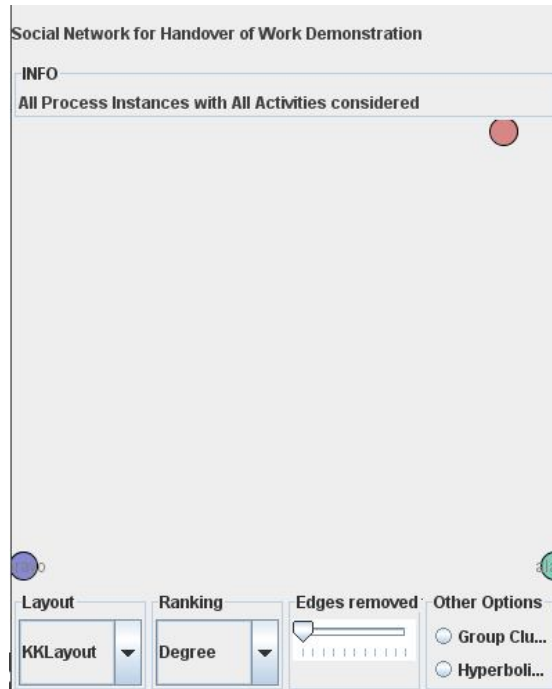 Social Network for Handover of Work Demonstration
INFO
All Process Instances with All Activities considered
Layout
Ranking
Edges removed
Other Options
KKLayout
Degree
Group Clu...
Hyperboli...